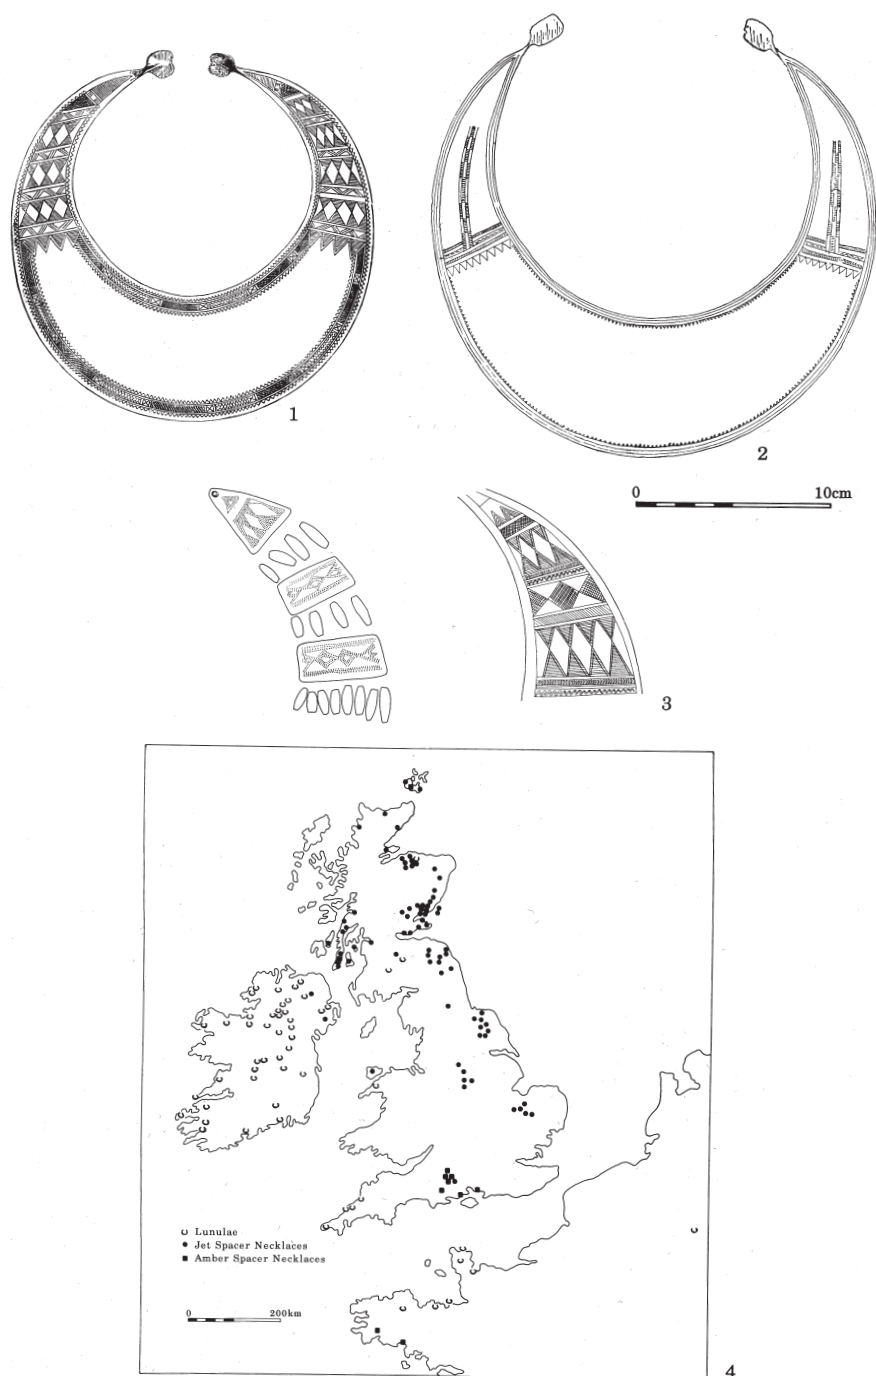 1
2
0 10cm
3
Lunulae
Jet Spacer Necklaces
Amber Spacer Necklaces
0 200km
4